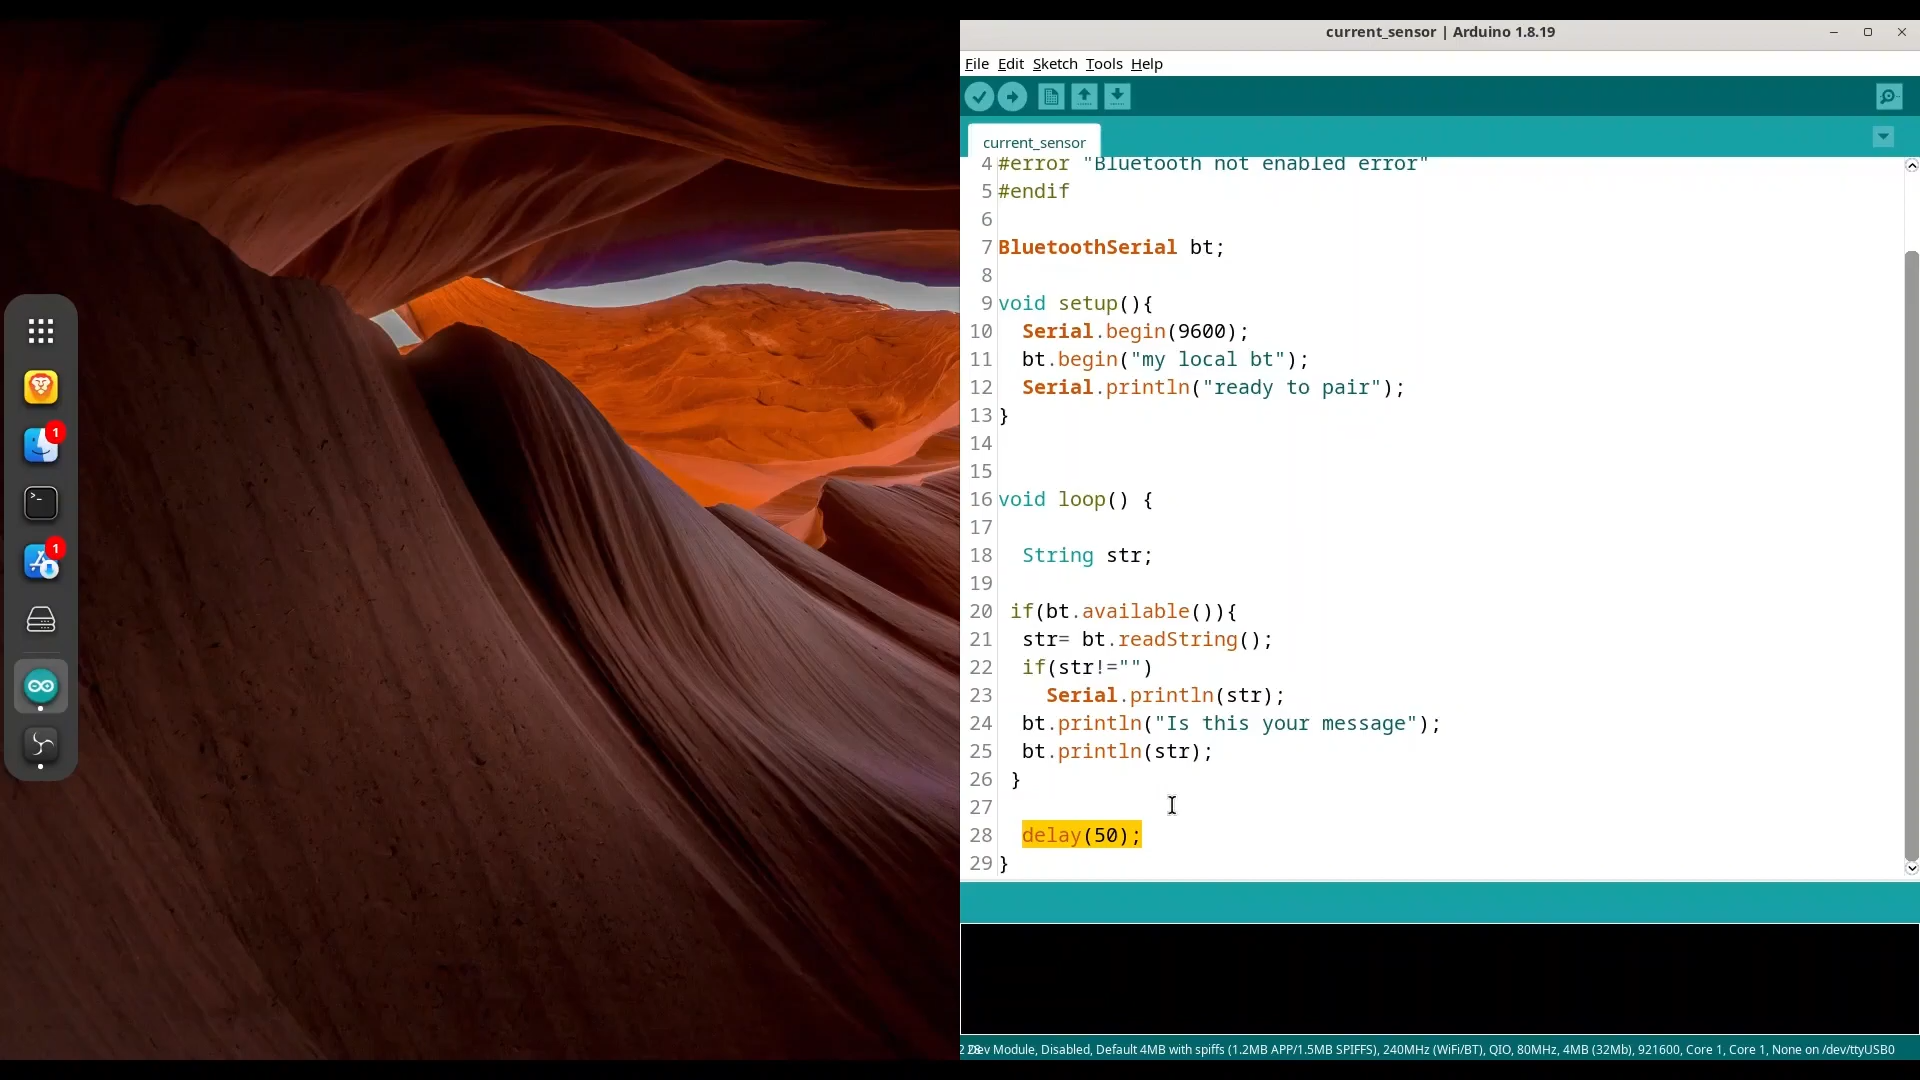 current_sensor | Arduino 1.8.19
File Edit Sketch Tools Help
current_sensor
4 #error "Bluetooth not enabled error"
5 #endif
6
7 BluetoothSerial bt;
8
9 void setup(){
10 Serial.begin(9600);
11 bt.begin("my local bt");
12 Serial.println("ready to pair");
13 }
14
15
16 void loop() {
17
18 String str;
19
20 if(bt.available()){
21 str= bt.readString();
22 if(str!="")
23 Serial.println(str);
24 bt.println("Is this your message");
25 bt.println(str);
26 }
27
28 delay(50);
29 }
1
1
Module, Disabled, Default 4MB with spiffs (1.2MB APP/1.5MB SPIFFS), 240MHz (WiFi/BT), QIO, 80MHz, 4MB (32Mb), 921600, Core 1, Core 1, None on /dev/ttyUSB0